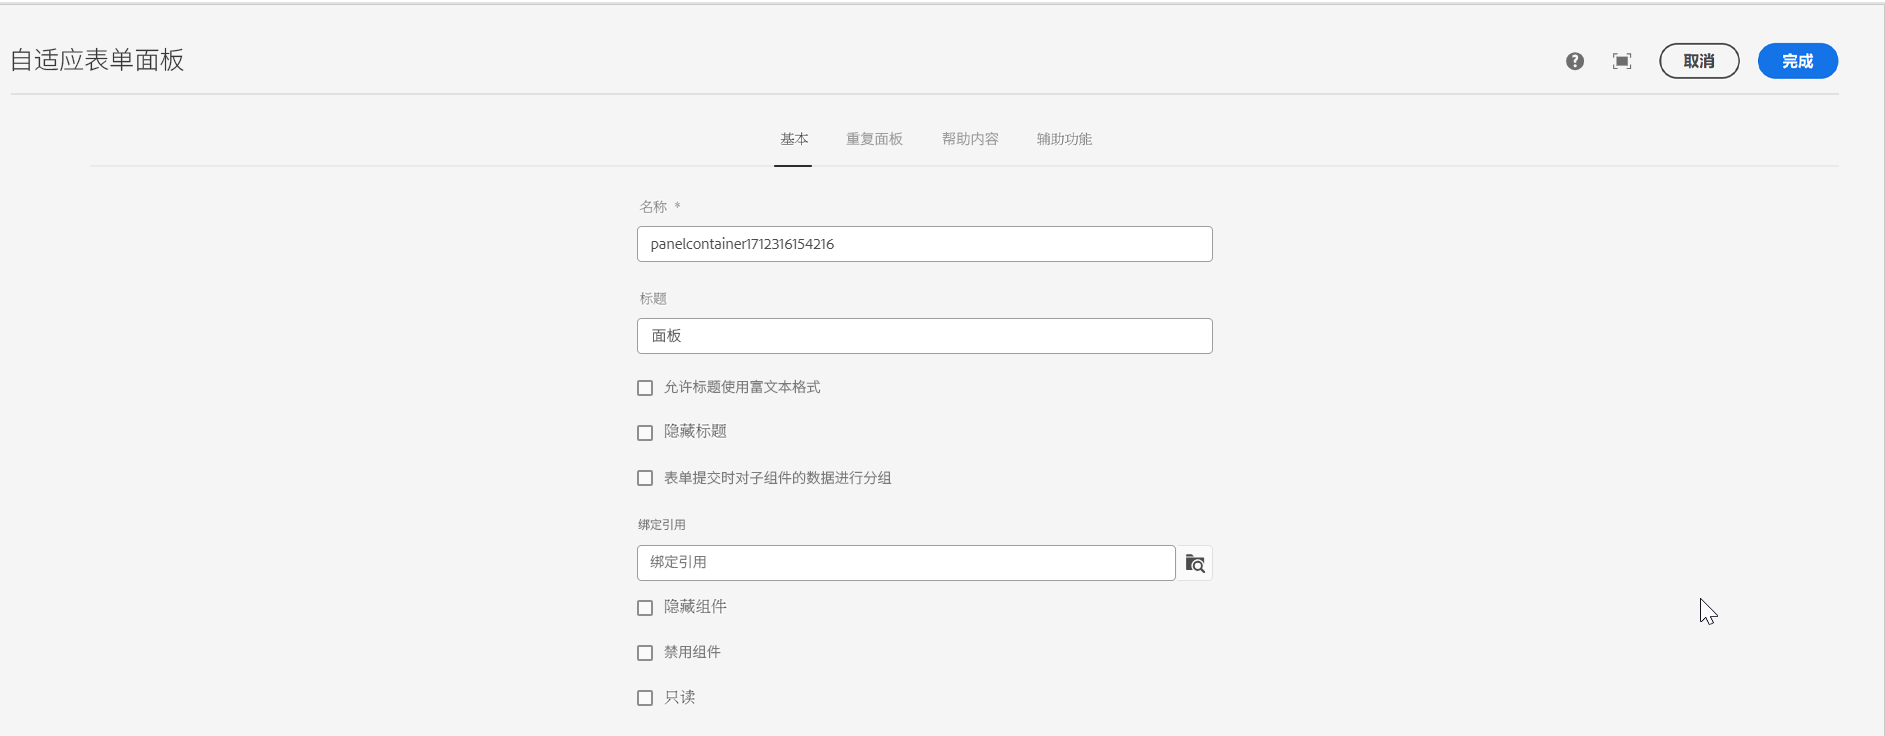 自适应表单面板
取消
完成
基本
重复面板
帮助内容
辅助功能
名称 *
panelcontainer1712316154216
标题
面板
允许标题使用富文本格式
隐藏标题
表单提交时对子组件的数据进行分组
绑定引用
绑定引用
隐藏组件
禁用组件
只读